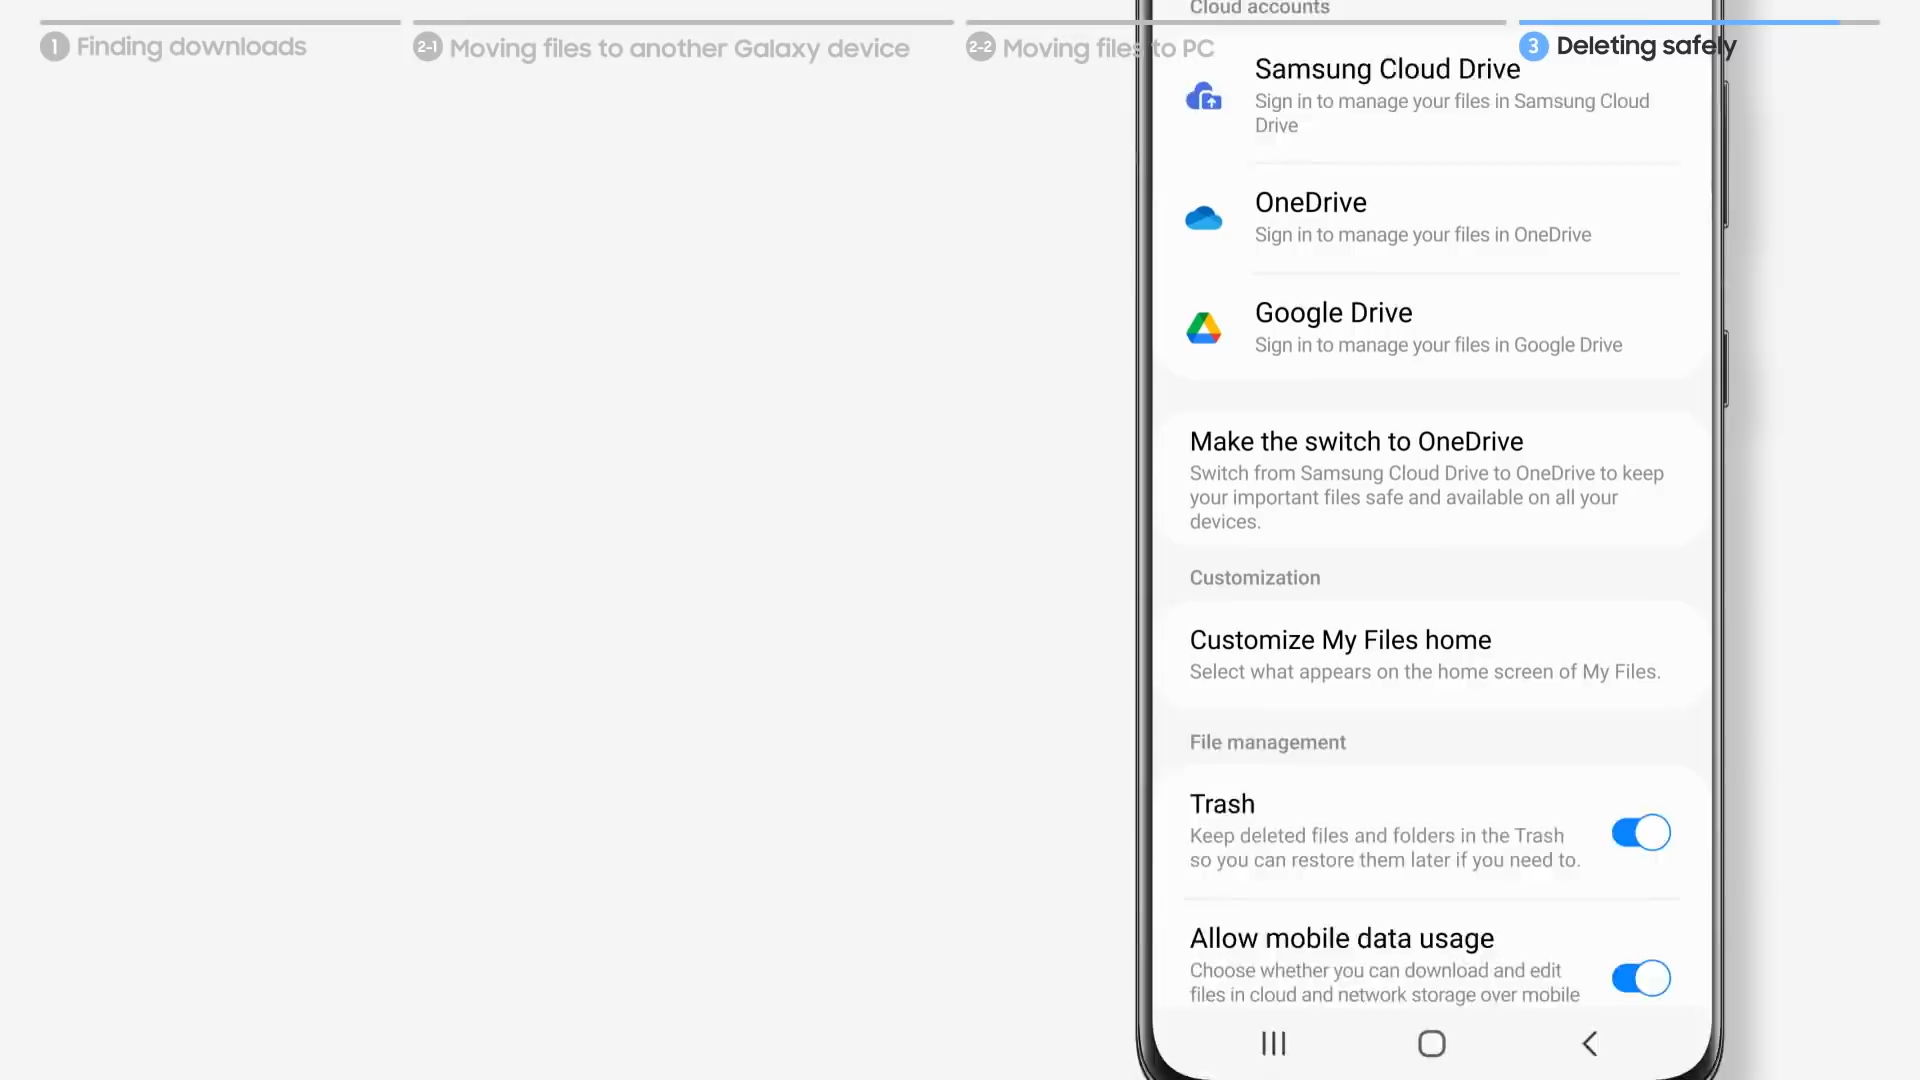 1 Finding downloads
2-1 Moving files to another Galaxy device
2-2 Moving files to PC
3 Deleting safely
Cloud accounts
Samsung Cloud Drive
Sign in to manage your files in Samsung Cloud
Drive
OneDrive
Sign in to manage your files in OneDrive
Google Drive
Sign in to manage your files in Google Drive
Make the switch to OneDrive
Switch from Samsung Cloud Drive to OneDrive to keep
your important files safe and available on all your
devices.
Customization
Customize My Files home
Select what appears on the home screen of My Files.
File management
Trash
Keep deleted files and folders in the Trash
so you can restore them later if you need to.
Allow mobile data usage
Choose whether you can download and edit
files in cloud and network storage over mobile